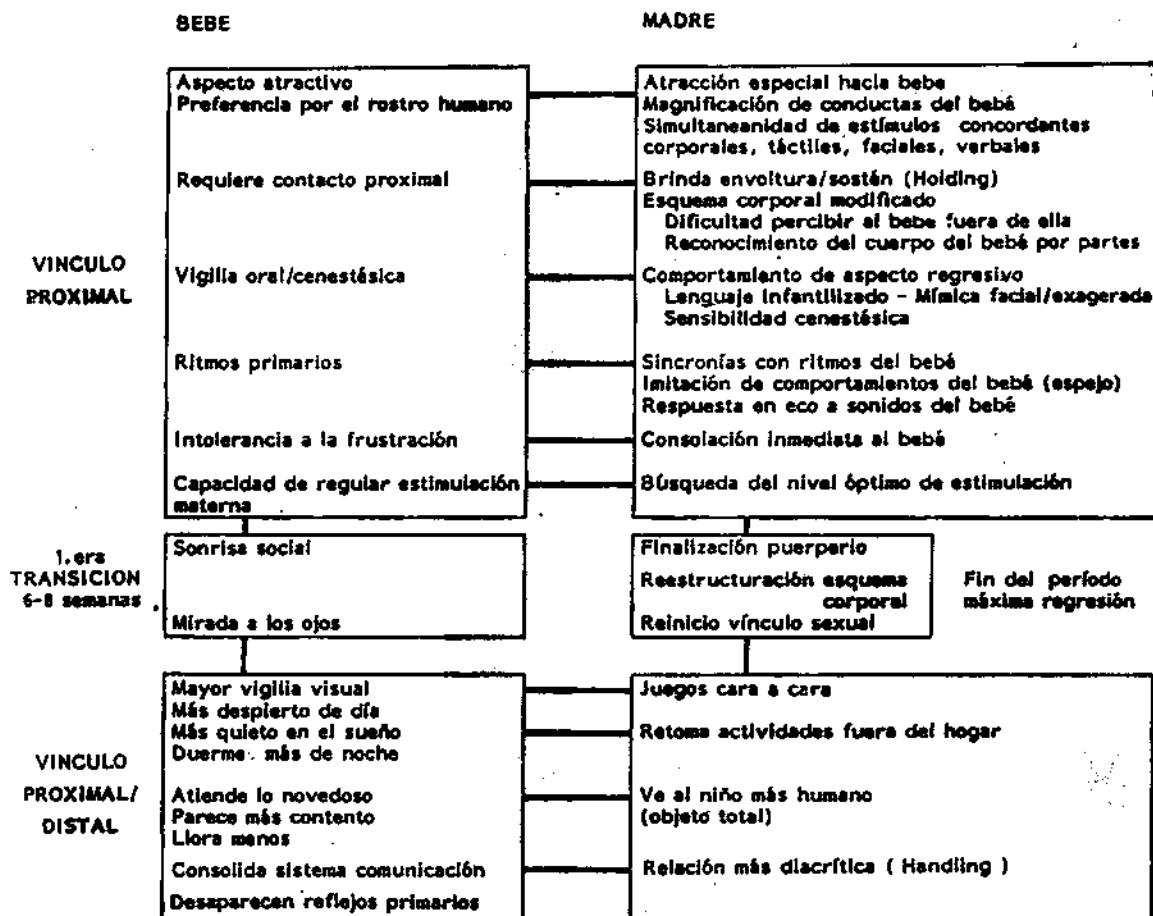 BEBE
MADRE
Aspecto atractivo
Preferencia por el rostro humano
Atracción especial hacia bebe
Magnificación de conductas del bebé
Simultaneanidad de estímulos concordantes
corporales, táctiles, faciales, verbales
Requiere contacto proximal
Brinda envoltura/sostén (Holding)
Esquema corporal modificado
Dificultad percibir al bebe fuera de ella
Reconocimiento del cuerpo del bebé por partes
VINCULO
PROXIMAL
Vigilia oral/cenestésica
Comportamiento de aspecto regresivo
Lenguaje infantilizado - Mímica facial/exagerada
Sensibilidad cenestésica
Ritmos primarios
Sincronías con ritmos del bebé
Imitación de comportamientos del bebé (espejo)
Respuesta en eco a sonidos del bebé
Intolerancia a la frustración
Consolación inmediata al bebé
Capacidad de regular estimulación
materna
Búsqueda del nivel óptimo de estimulación
1.era
TRANSICION
6-8 semanas
Sonrisa social
Mirada a los ojos
Finalización puerperio
Reestructuración esquema
corporal
Reinicio vínculo sexual
Fin del período
máxima regresión
VINCULO
PROXIMAL/
DISTAL
Mayor vigilia visual
Más despierto de día
Más quieto en el sueño
Duerme más de noche
Juegos cara a cara
Retoma actividades fuera del hogar
Atiende lo novedoso
Parece más contento
Llora menos
Ve al niño más humano
(objeto total)
Consolida sistema comunicación
Relación más diacrítica ( Handling )
Desaparecen reflejos primarios